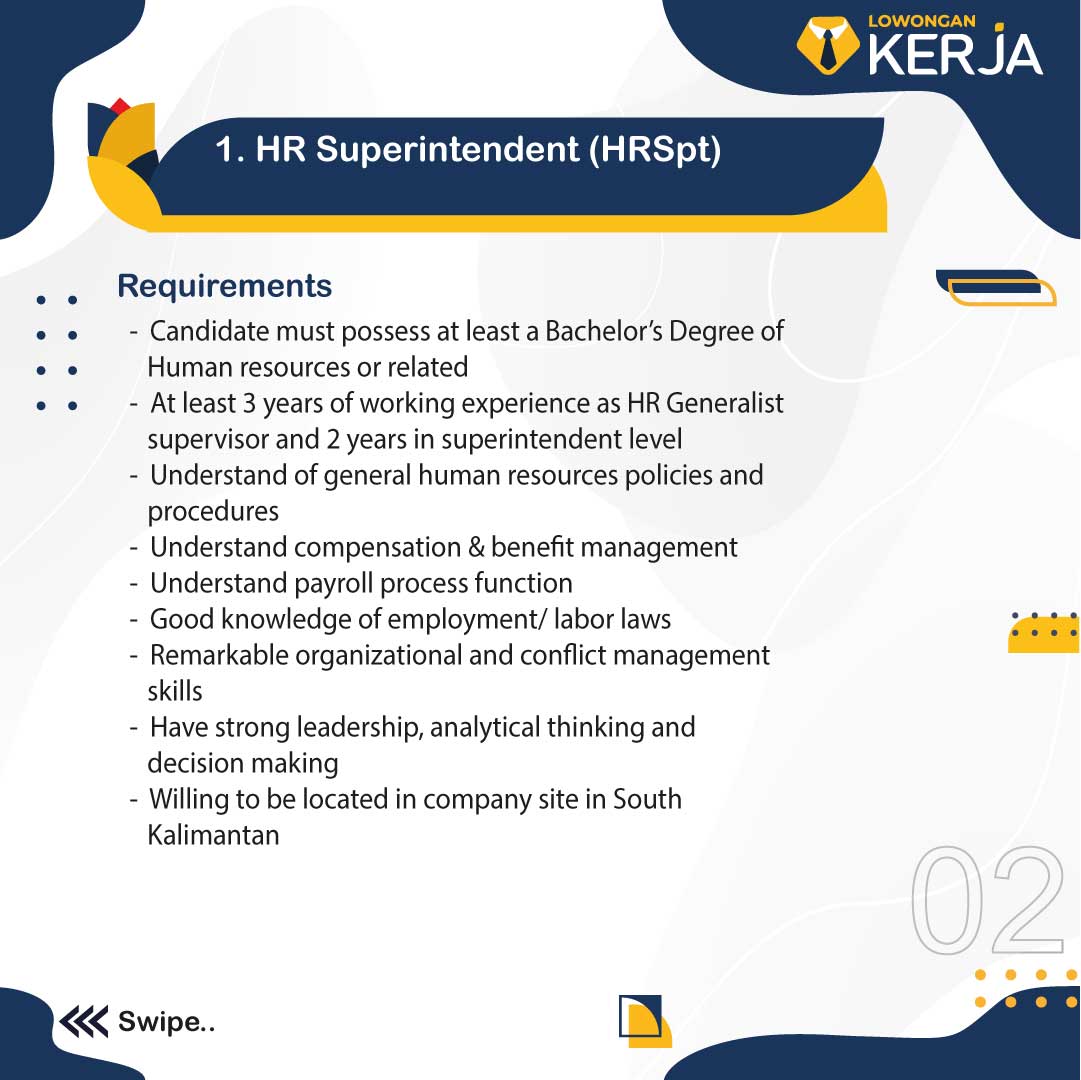 LOWONGAN
KERJA
1. HR Superintendent (HRSpt)
Requirements
- Candidate must possess at least a Bachelor’s Degree of
Human resources or related
- At least 3 years of working experience as HR Generalist
supervisor and 2 years in superintendent level
- Understand of general human resources policies and
procedures
- Understand compensation & benefit management
- Understand payroll process function
- Good knowledge of employment/ labor laws
- Remarkable organizational and conflict management
skills
- Have strong leadership, analytical thinking and
decision making
- Willing to be located in company site in South
Kalimantan
02
Swipe..